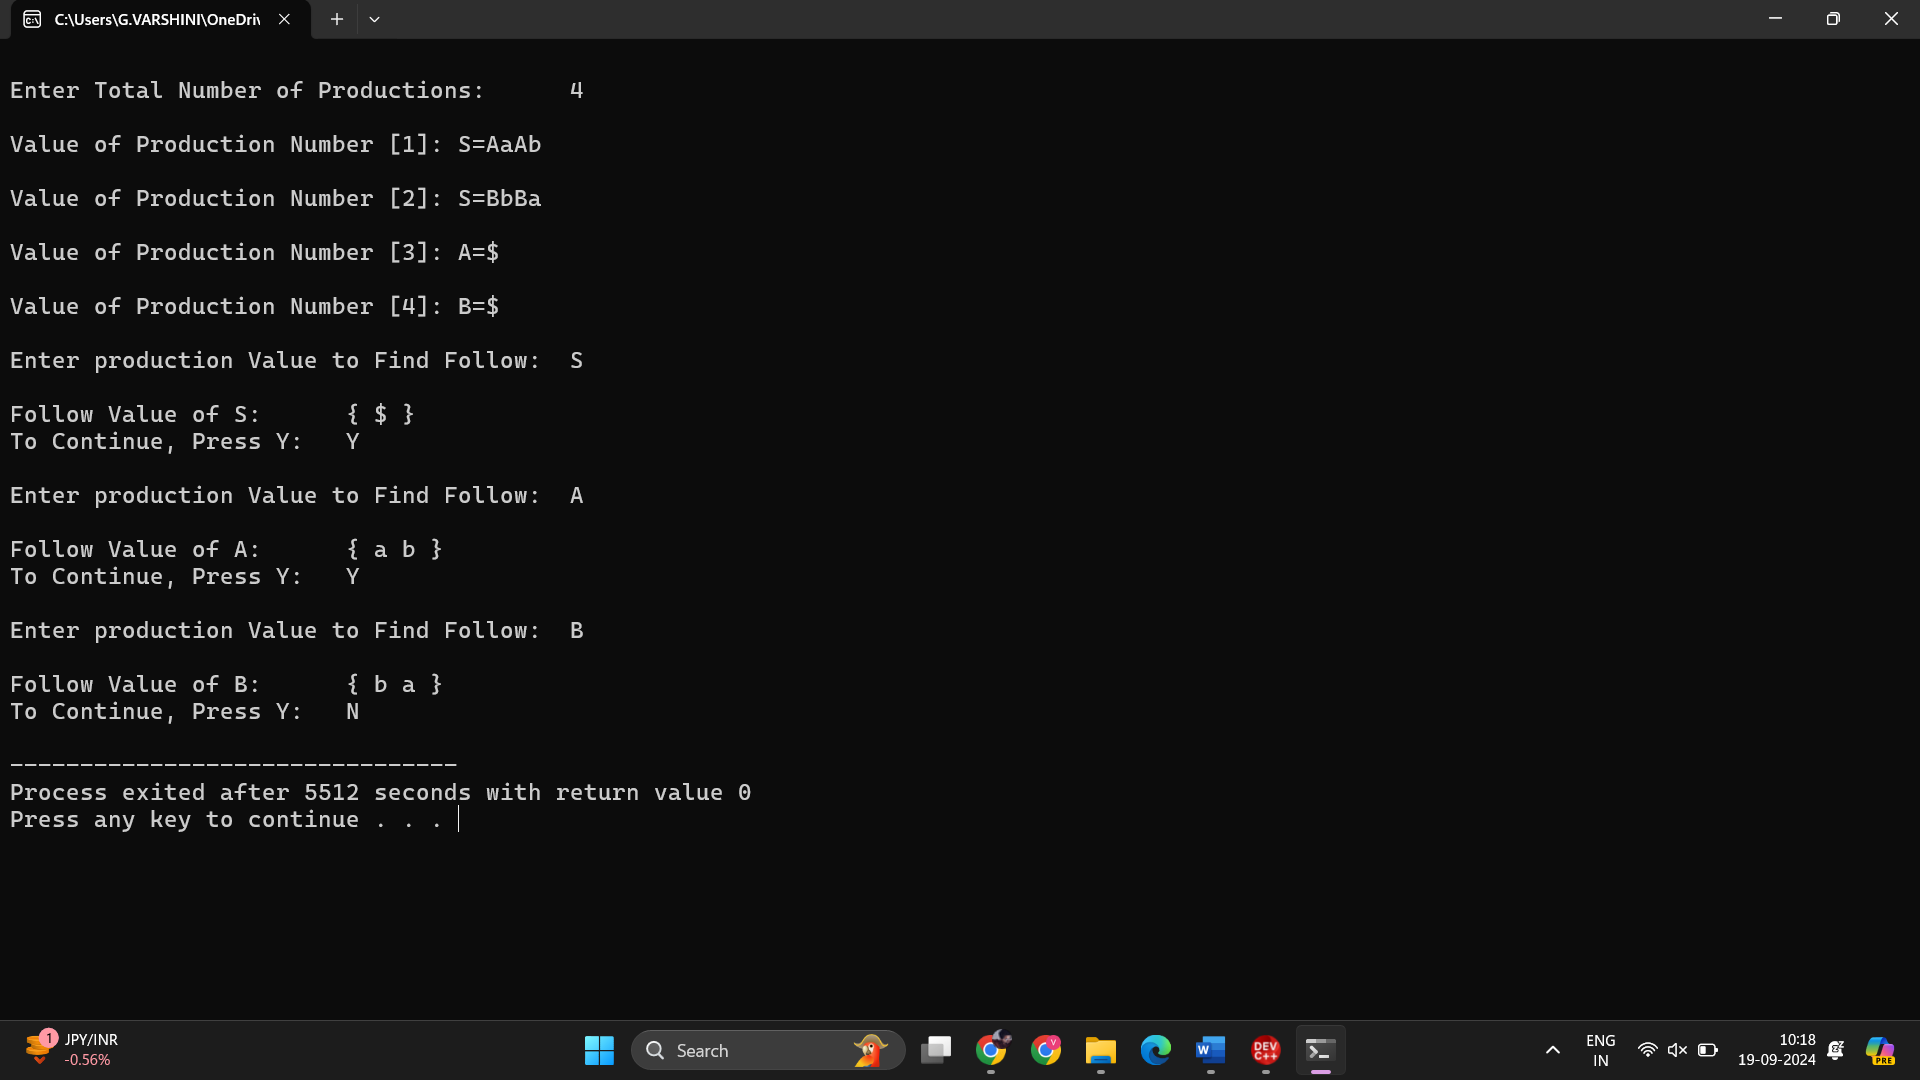 C:\Users\G.VARSHINI\OneDri
Enter Total Number of Productions: 4
Value of Production Number [1]: S=AaAb
Value of Production Number [2]: S=BbBa
Value of Production Number [3]: A=$
Value of Production Number [4]: B=$
Enter production Value to Find Follow: S
Follow Value of S: { $ }
To Continue, Press Y: Y
Enter production Value to Find Follow: A
Follow Value of A: { a b }
To Continue, Press Y: Y
Enter production Value to Find Follow: B
Follow Value of B: { b a }
To Continue, Press Y: N
--------------------------------
Process exited after 5512 seconds with return value 0
Press any key to continue . . .
1 JPY/INR
-0.56%
Search
V
W
DEV
C++
ENG
IN
10:18
19-09-2024
PRE